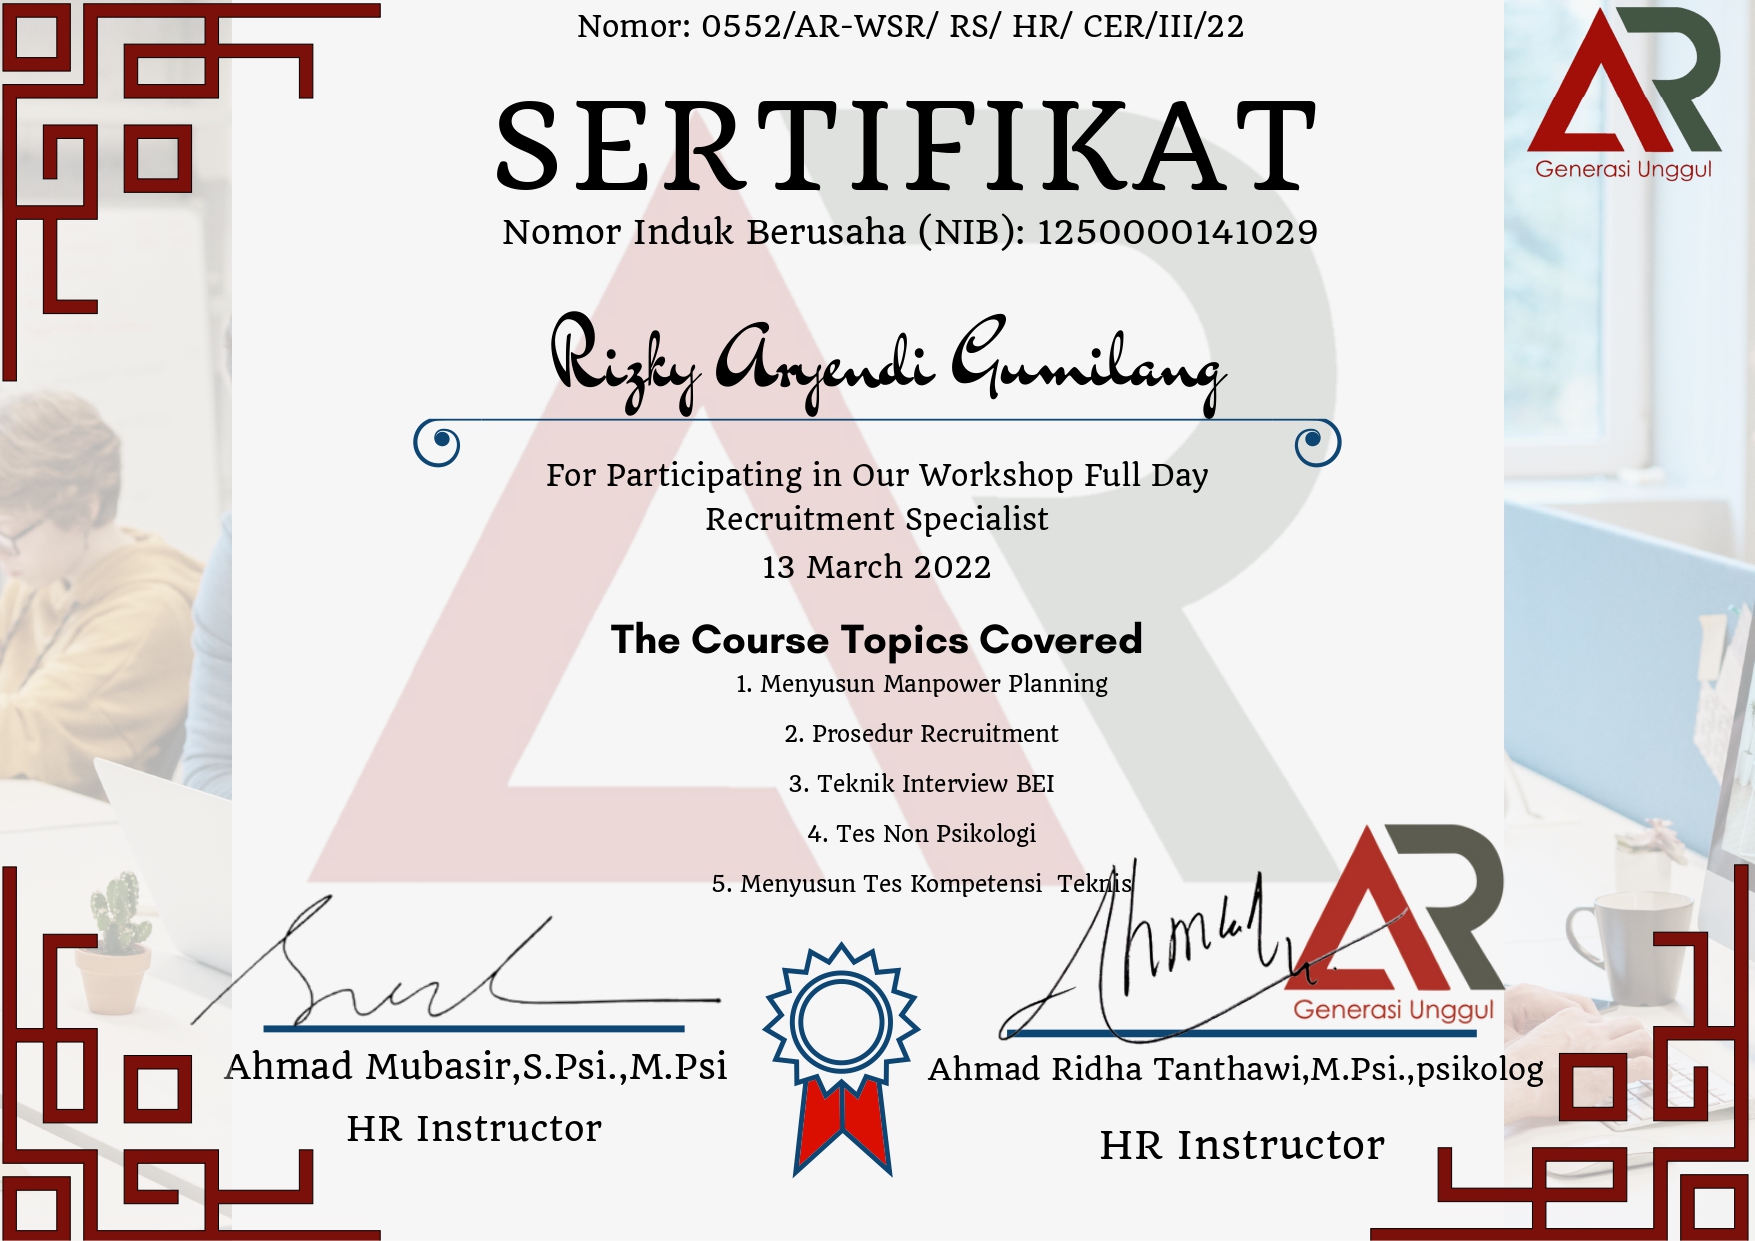 Nomor: 0552/AR-WSR/ RS/ HR/ CER/III/22
AR
Generasi Unggul
SERTIFIKAT
Nomor Induk Berusaha (NIB): 1250000141029
Rizky Aryendi Gumilang
For Participating in Our Workshop Full Day
Recruitment Specialist
13 March 2022
The Course Topics Covered
1. Menyusun Manpower Planning
2. Prosedur Recruitment
3. Teknik Interview BEI
4. Tes Non Psikologi
5. Menyusun Tes Kompetensi  Teknis
Ahmad
AR
Generasi Unggul
Ahmad Mubasir,S.Psi.,M.Psi
HR Instructor
Ahmad Ridha Tanthawi,M.Psi.,psikolog
HR Instructor